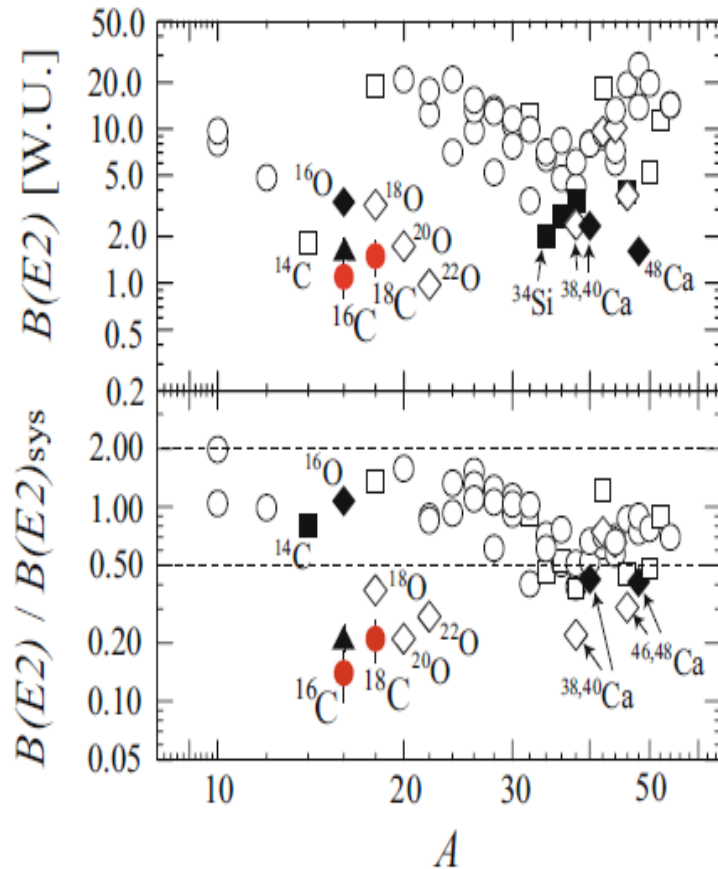 B(E2) [W.U.]
50.0
20.0
10.0
5.0
2.0
1.0
0.5
0.2
¹⁶O
¹⁸O
²⁰O
²²O
¹⁴C
¹⁶C
¹⁸C
³⁴Si
³⁸,⁴⁰Ca
⁴⁸Ca
B(E2) / B(E2)sys
2.00
1.00
0.50
0.20
0.10
0.05
¹⁶O
¹⁴C
¹⁸O
²²O
²⁰O
¹⁶C
¹⁸C
³⁸,⁴⁰Ca
⁴⁶,⁴⁸Ca
10
20
30
50
A